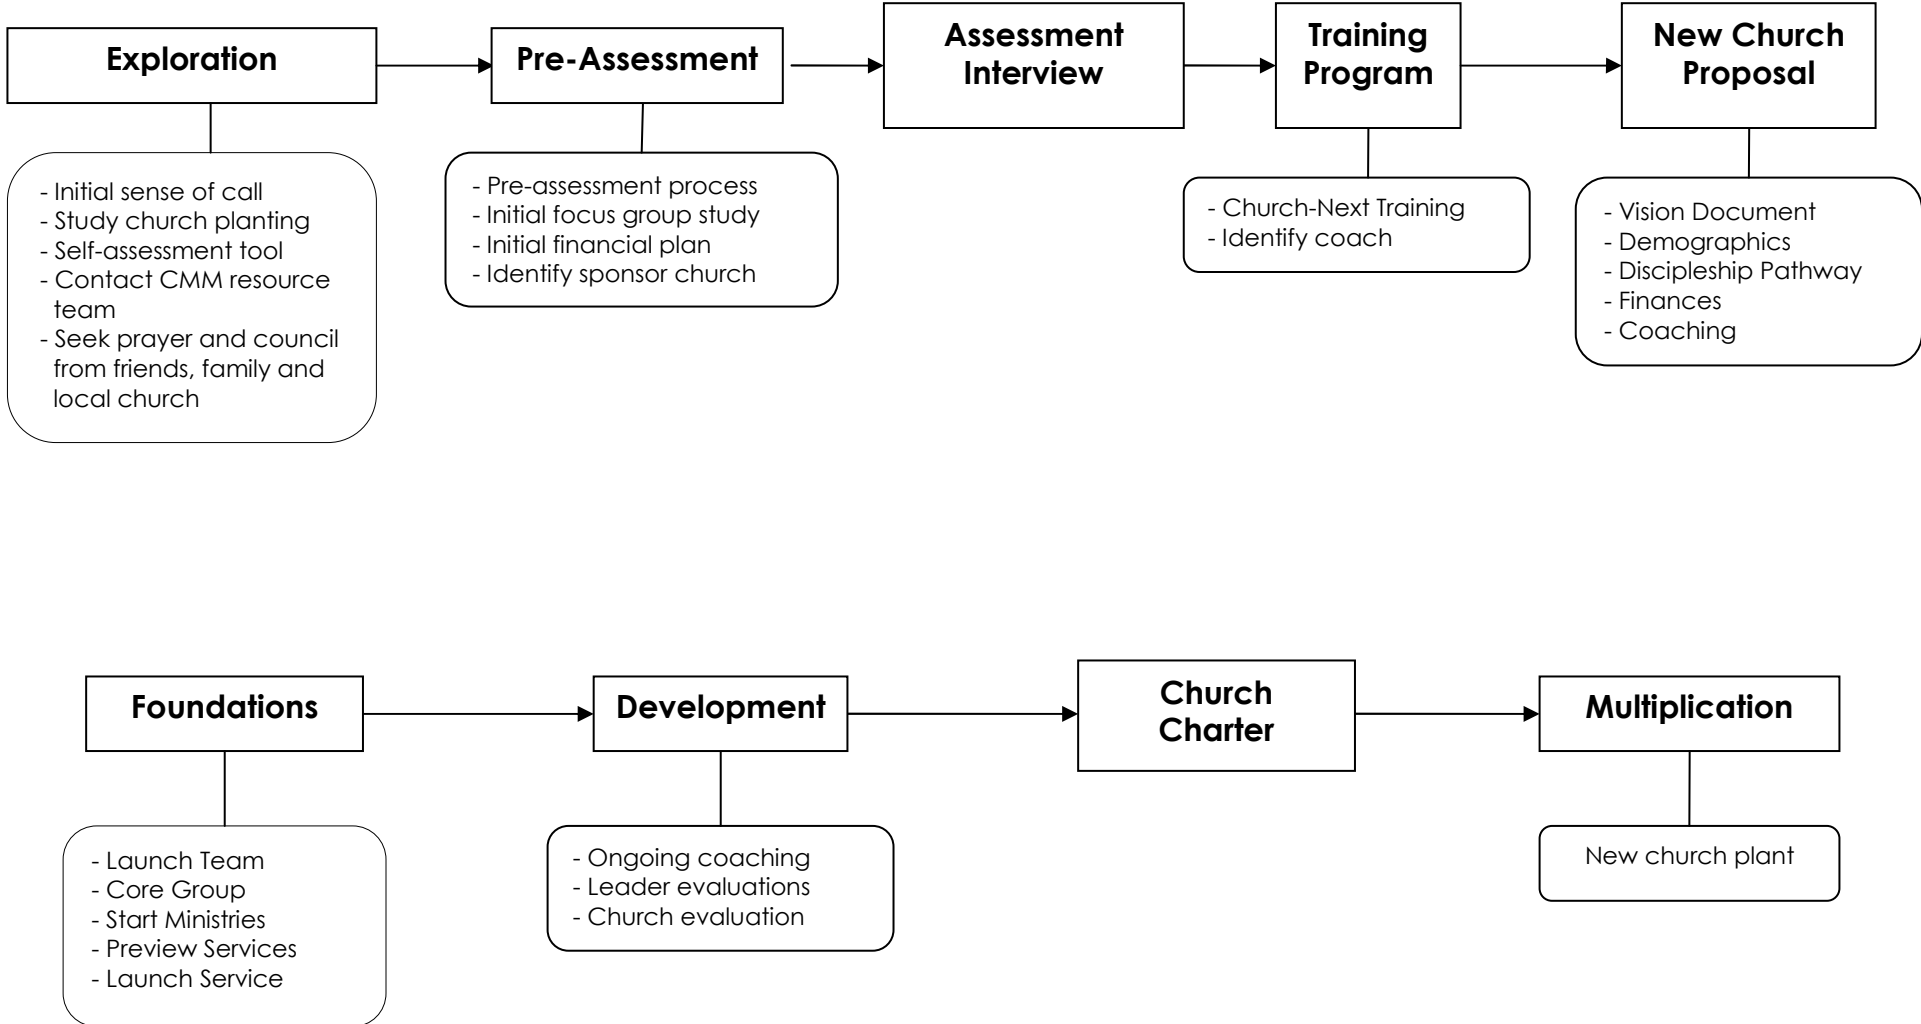 Exploration
Pre-Assessment
Assessment
Interview
Training
Program
New Church
Proposal
- Initial sense of call
- Study church planting
- Self-assessment tool
- Contact CMM resource
team
- Seek prayer and council
from friends, family and
local church
- Pre-assessment process
- Initial focus group study
- Initial financial plan
- Identify sponsor church
- Church-Next Training
- Identify coach
- Vision Document
- Demographics
- Discipleship Pathway
- Finances
- Coaching
Foundations
Development
Church
Charter
Multiplication
- Launch Team
- Core Group
- Start Ministries
- Preview Services
- Launch Service
- Ongoing coaching
- Leader evaluations
- Church evaluation
New church plant